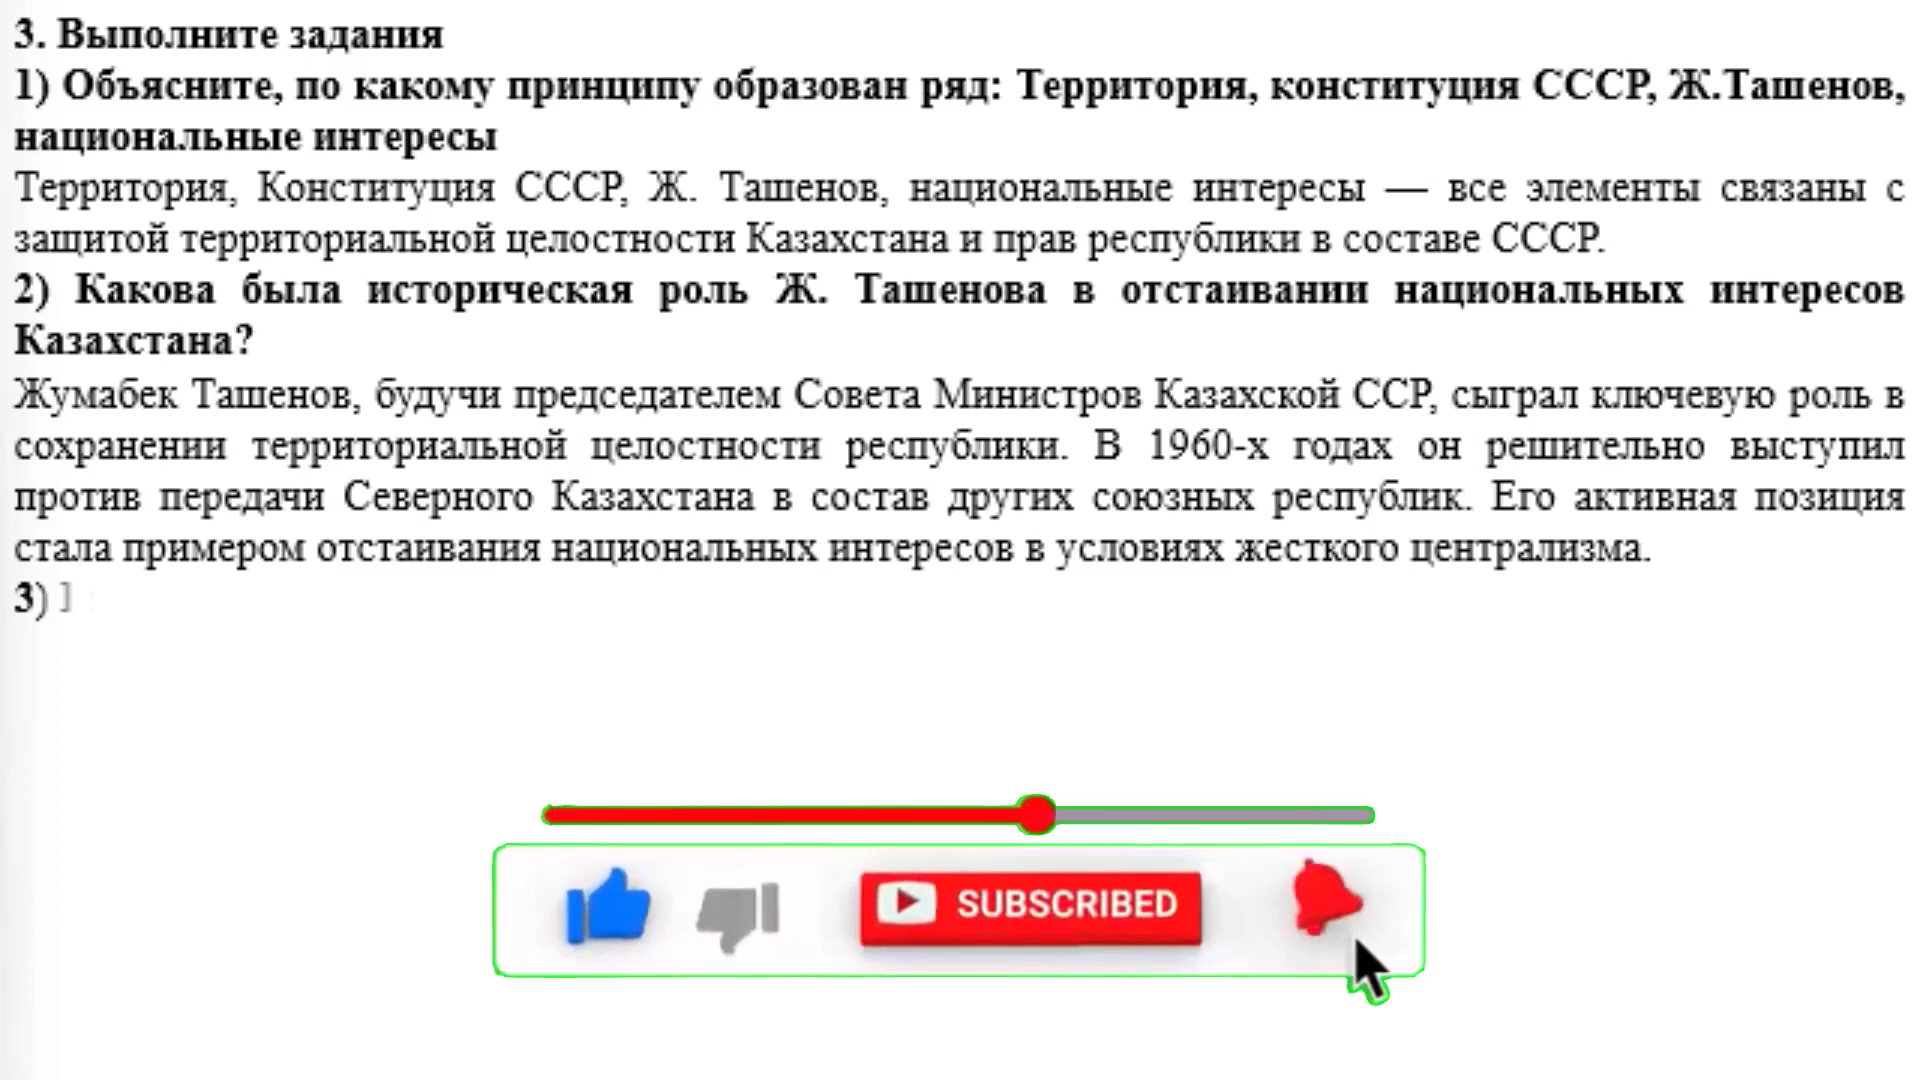 3. Выполните задания
1) Объясните, по какому принципу образован ряд: Территория, конституция СССР, Ж.Ташенов,
национальные интересы
Территория, Конституция СССР, Ж. Ташенов, национальные интересы — все элементы связаны с
защитой территориальной целостности Казахстана и прав республики в составе СССР.
2) Какова была историческая роль Ж. Ташенова в отстаивании национальных интересов
Казахстана?
Жумабек Ташенов, будучи председателем Совета Министров Казахской ССР, сыграл ключевую роль в
сохранении территориальной целостности республики. В 1960-х годах он решительно выступил
против передачи Северного Казахстана в состав других союзных республик. Его активная позиция
стала примером отстаивания национальных интересов в условиях жесткого централизма.
3)
SUBSCRIBED